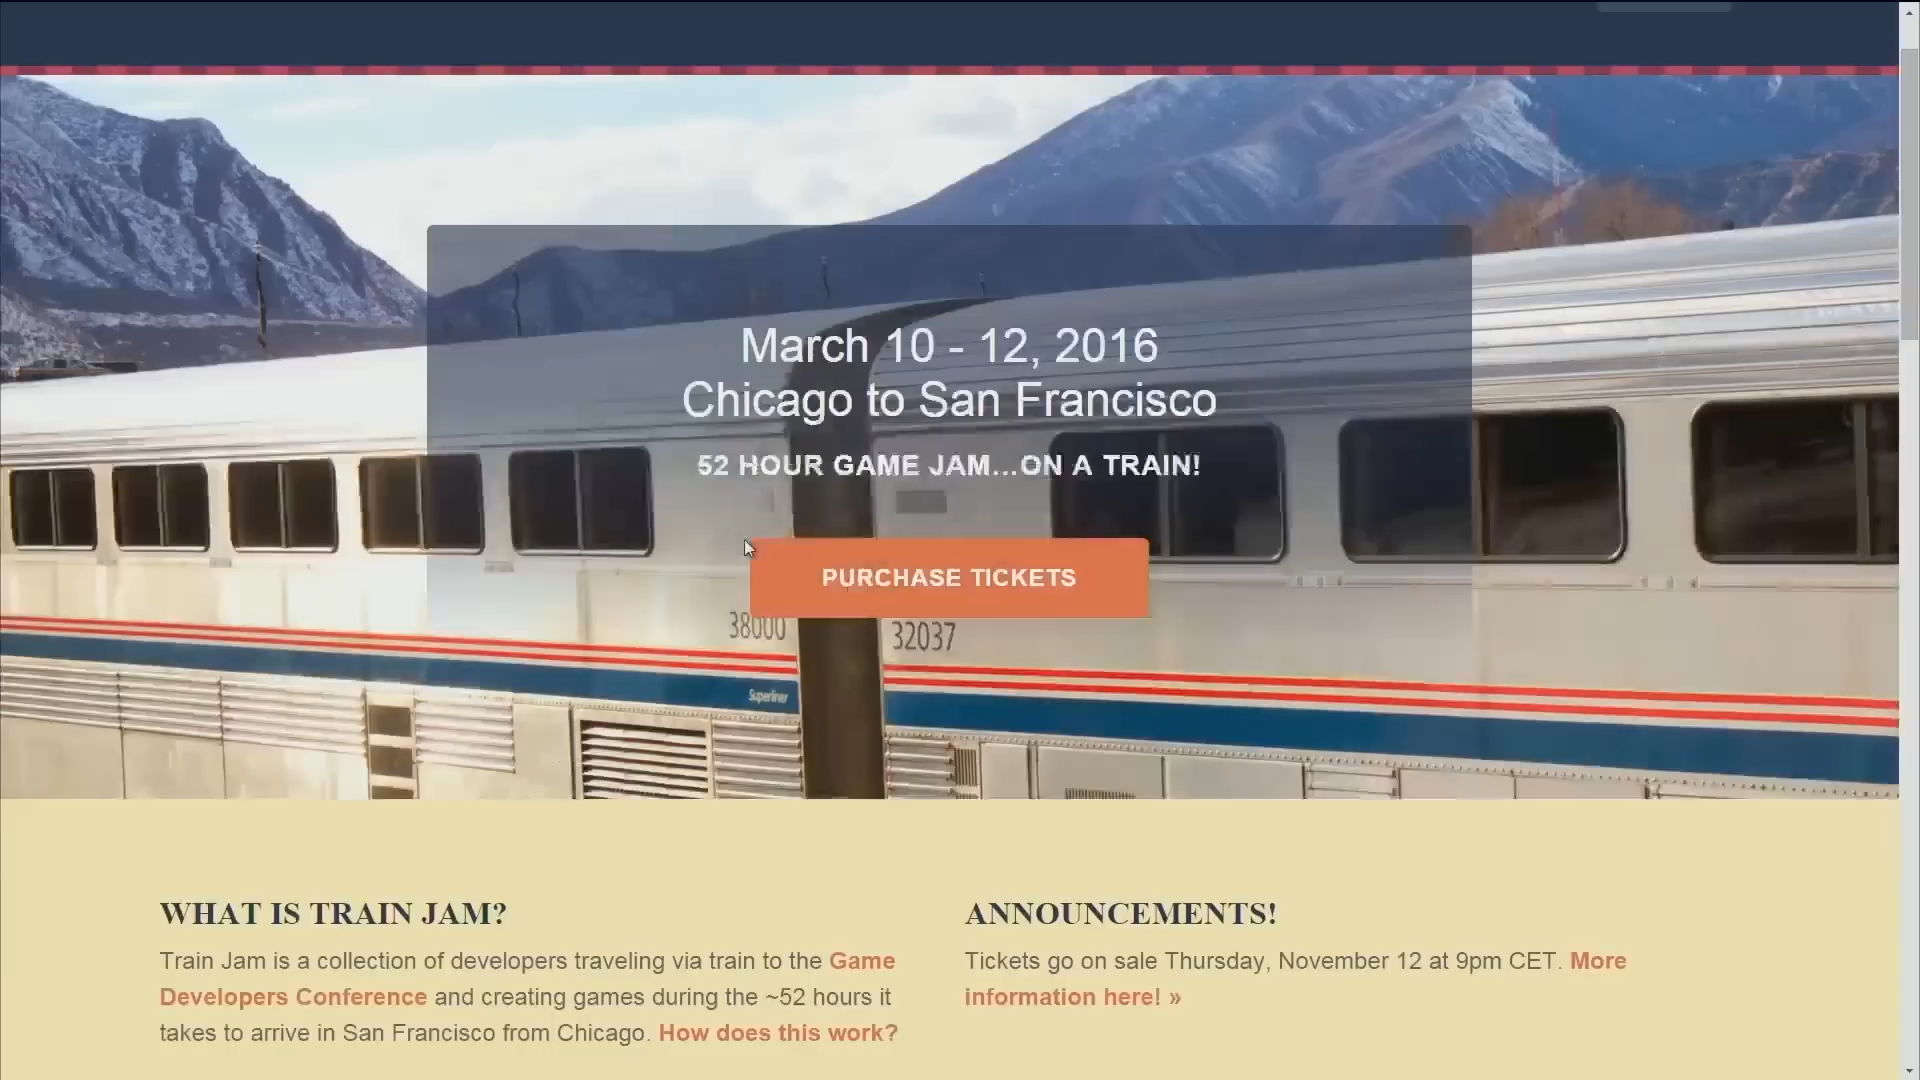 March 10 - 12, 2016
Chicago to San Francisco
52 HOUR GAME JAM...ON A TRAIN!
PURCHASE TICKETS
38000
32037
Superliner
WHAT IS TRAIN JAM?
Train Jam is a collection of developers traveling via train to the Game
Developers Conference and creating games during the ~52 hours it
takes to arrive in San Francisco from Chicago. How does this work?
ANNOUNCEMENTS!
Tickets go on sale Thursday, November 12 at 9pm CET. More
information here! »